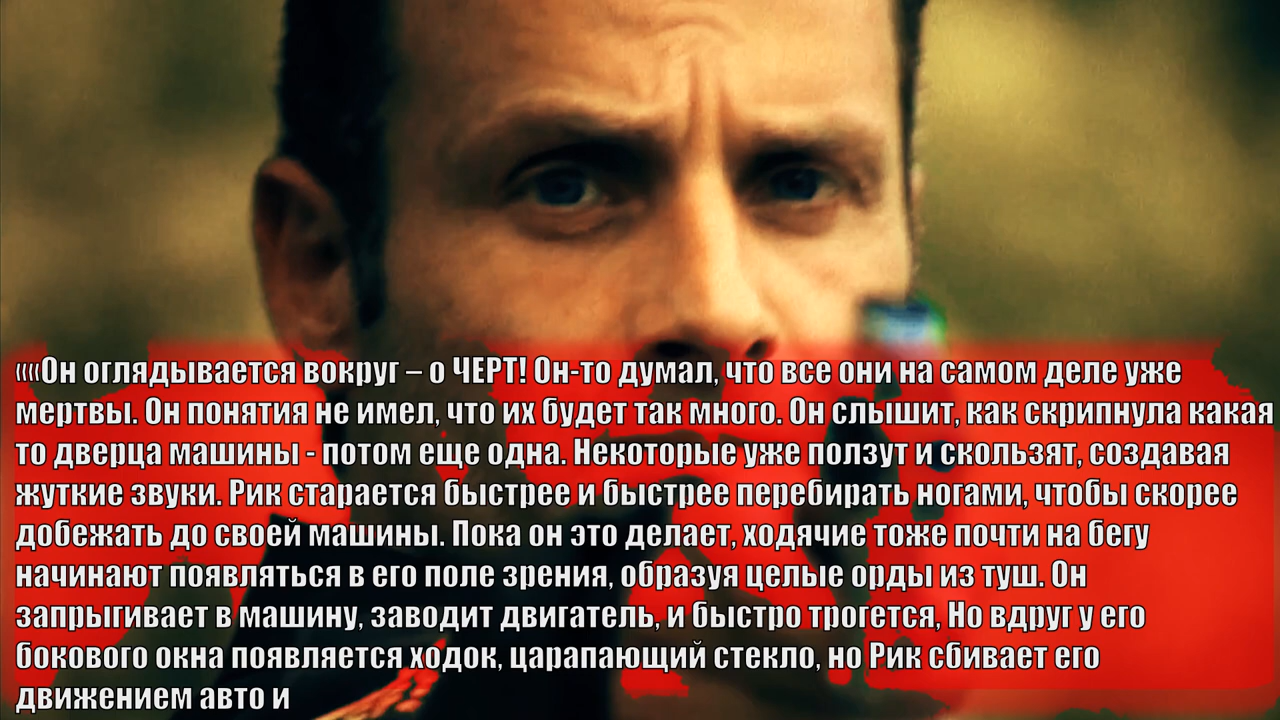 ««Он оглядывается вокруг – о ЧЕРТ! Он-то думал, что все они на самом деле уже
мертвы. Он понятия не имел, что их будет так много. Он слышит, как скрипнула какая
то дверца машины - потом еще одна. Некоторые уже ползут и скользят, создавая
жуткие звуки. Рик старается быстрее и быстрее перебирать ногами, чтобы скорее
добежать до своей машины. Пока он это делает, ходячие тоже почти на бегу
начинают появляться в его поле зрения, образуя целые орды из туш. Он
запрыгивает в машину, заводит двигатель, и быстро трогется, Но вдруг у его
бокового окна появляется ходок, царапающий стекло, но Рик сбивает его
движением авто и